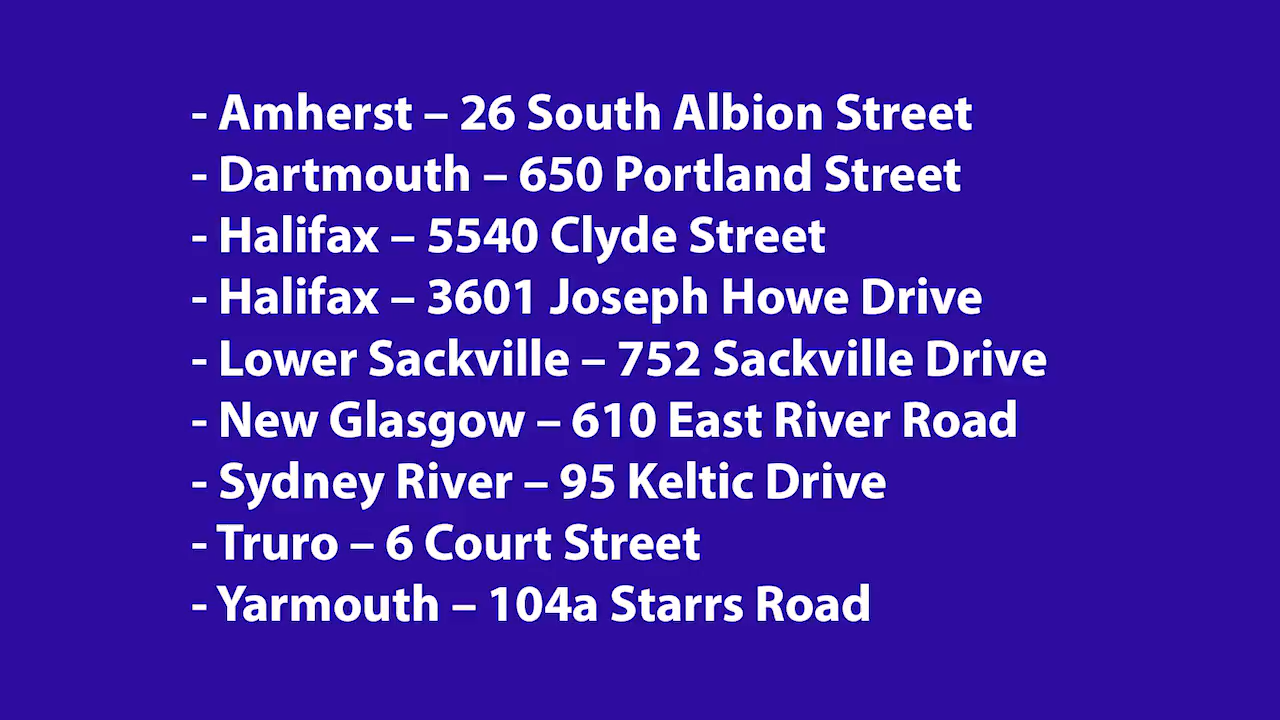 - Amherst – 26 South Albion Street
- Dartmouth – 650 Portland Street
- Halifax – 5540 Clyde Street
- Halifax – 3601 Joseph Howe Drive
- Lower Sackville – 752 Sackville Drive
- New Glasgow – 610 East River Road
- Sydney River – 95 Keltic Drive
- Truro – 6 Court Street
- Yarmouth – 104a Starrs Road